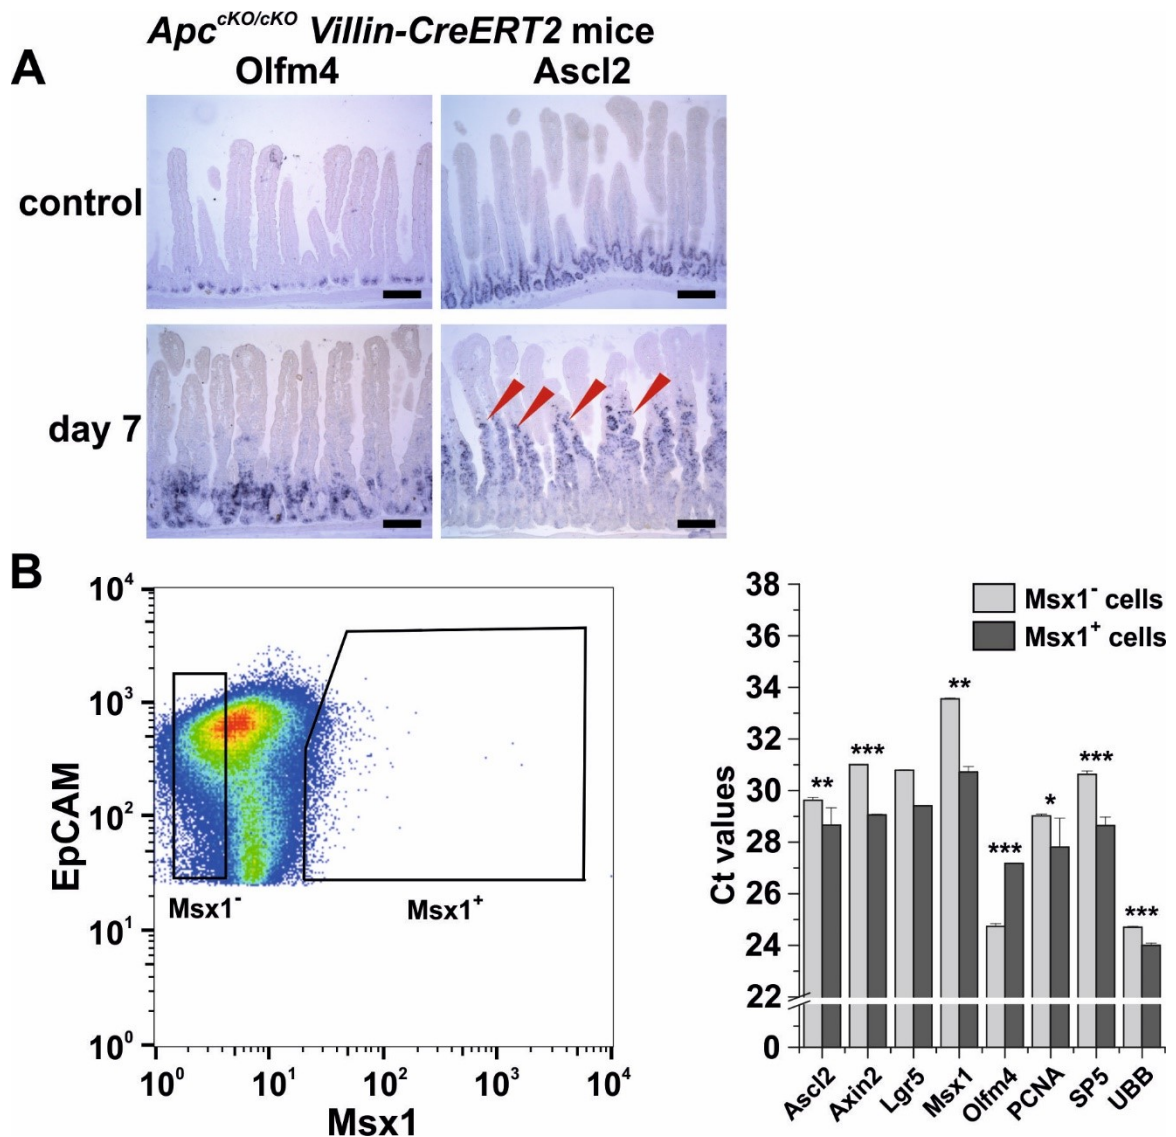 Apc^cKO/cKO Villin-CreERT2 mice
A
Olfm4 Ascl2
control
day 7
B
10^4
10^3
10^2
10^1
10^0
EpCAM
Msx1^-
Msx1^+
10^0 10^1 10^2 10^3 10^4
Msx1
38
36
34
32
30
28
26
24
22
0
Ct values
Msx1^- cells
Msx1^+ cells
** *** ** *** * *** ***
Ascl2 Axin2 Lgr5 Msx1 Olfm4 PCNA SP5 UBB